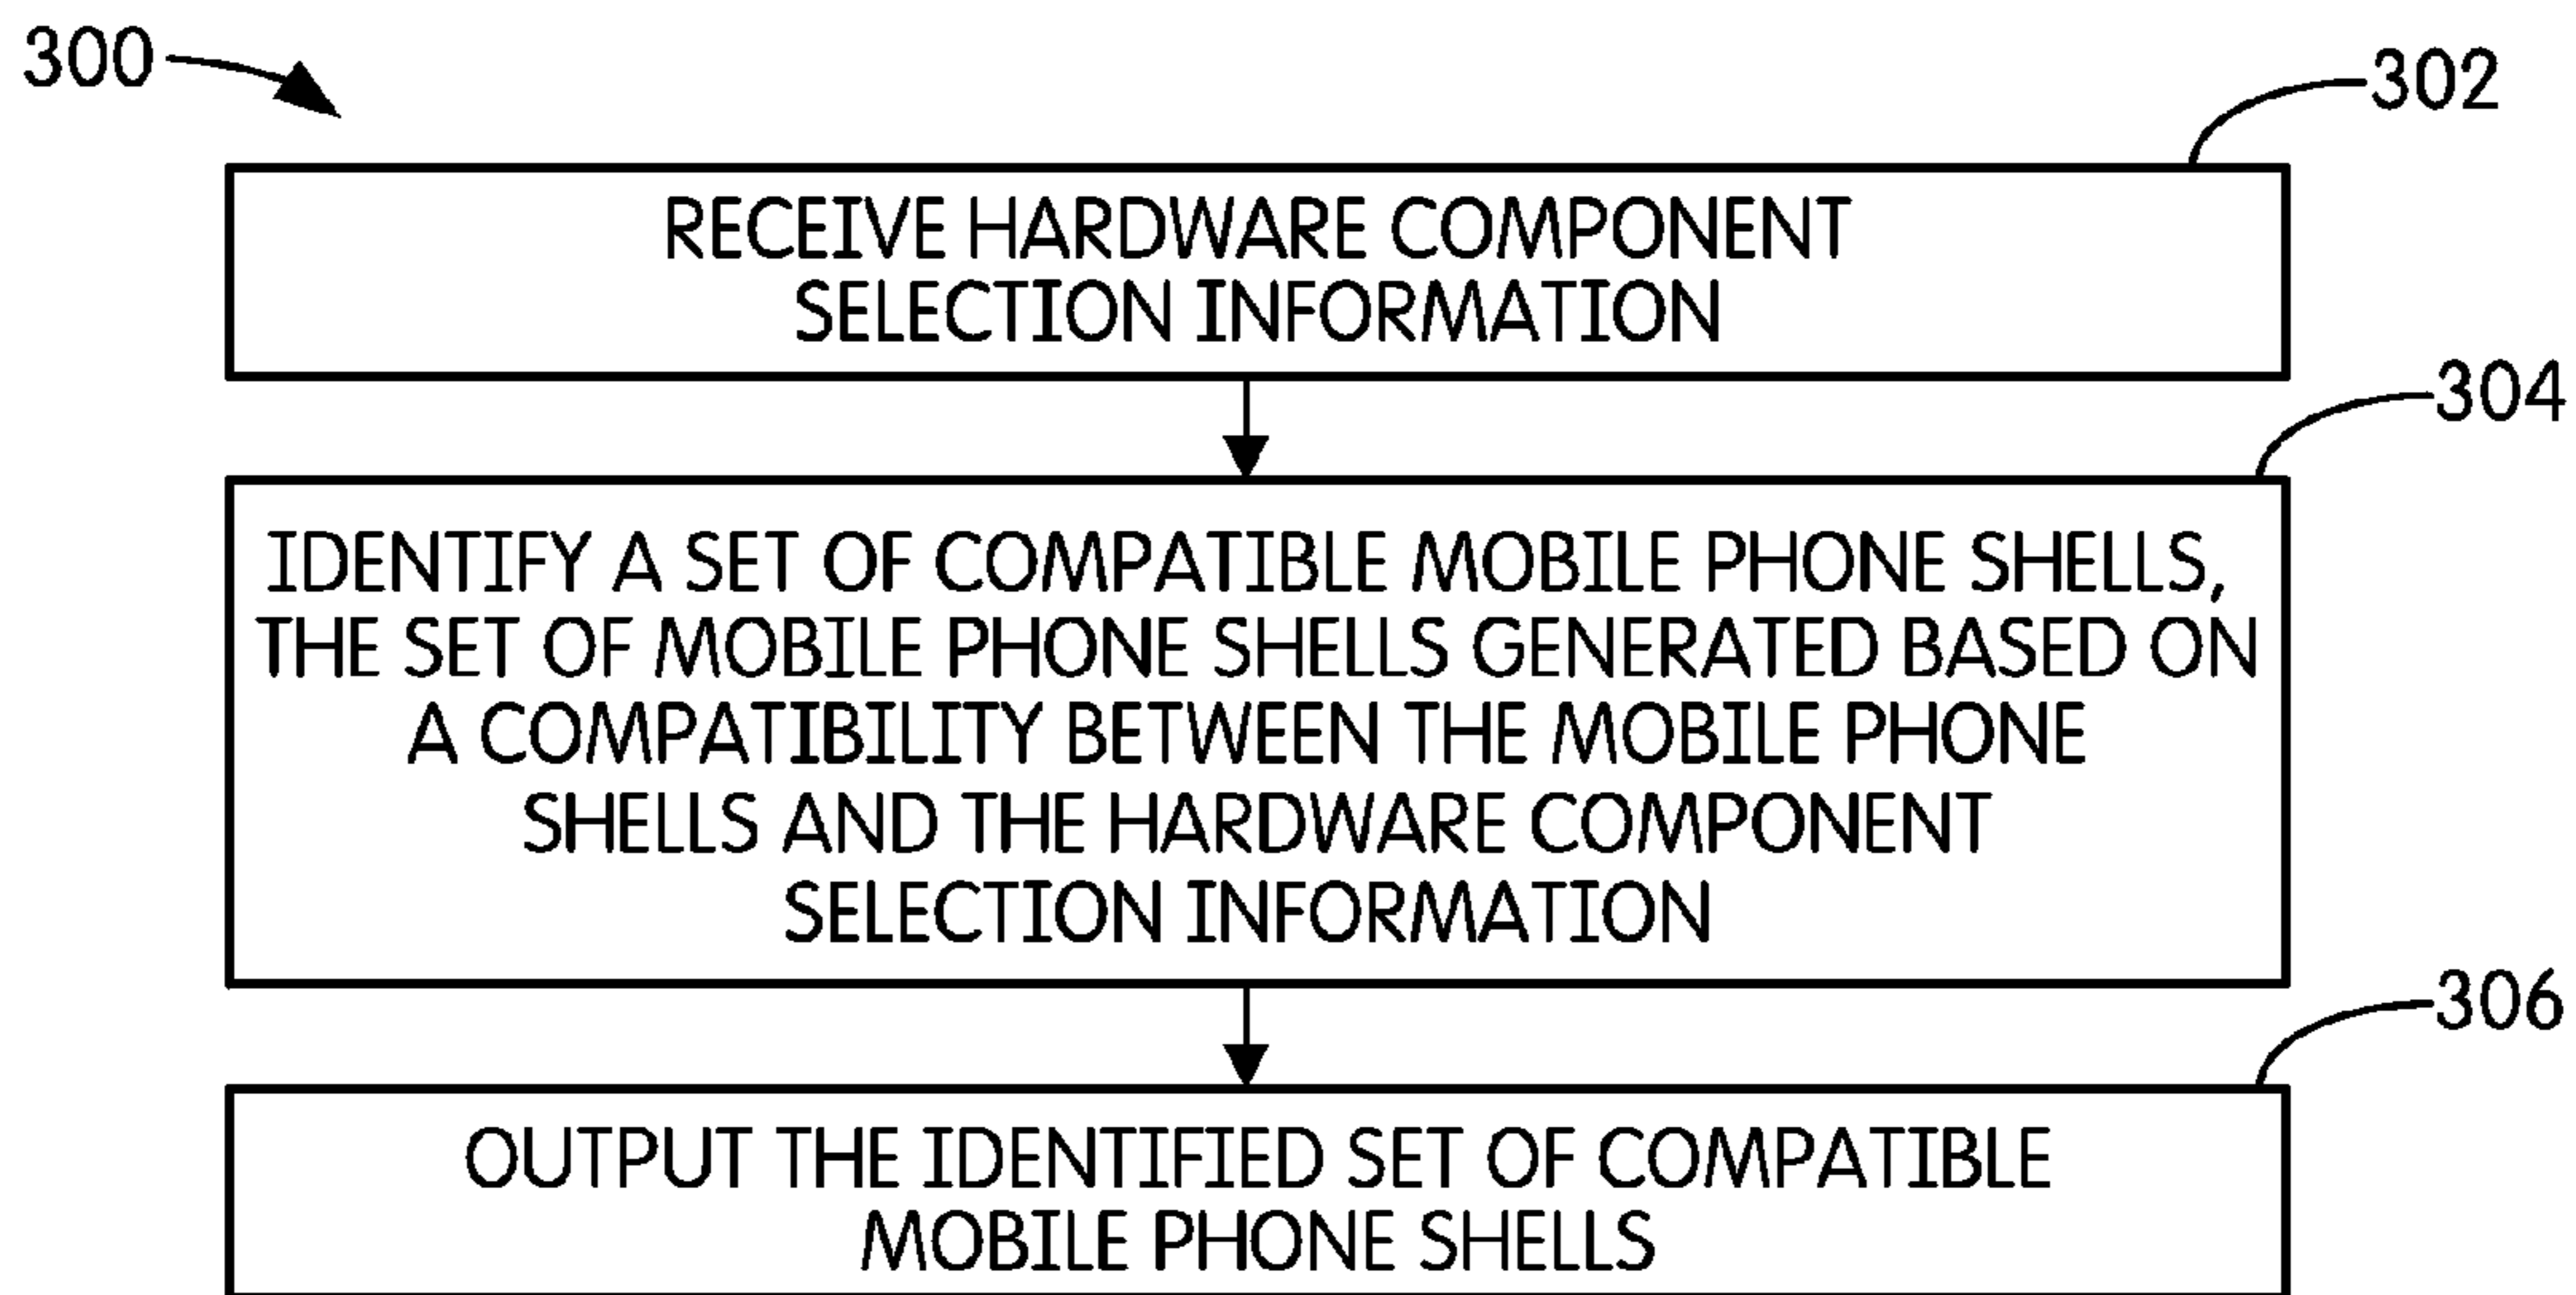 300
302
RECEIVE HARDWARE COMPONENT
SELECTION INFORMATION
304
IDENTIFY A SET OF COMPATIBLE MOBILE PHONE SHELLS,
THE SET OF MOBILE PHONE SHELLS GENERATED BASED ON
A COMPATIBILITY BETWEEN THE MOBILE PHONE
SHELLS AND THE HARDWARE COMPONENT
SELECTION INFORMATION
306
OUTPUT THE IDENTIFIED SET OF COMPATIBLE
MOBILE PHONE SHELLS